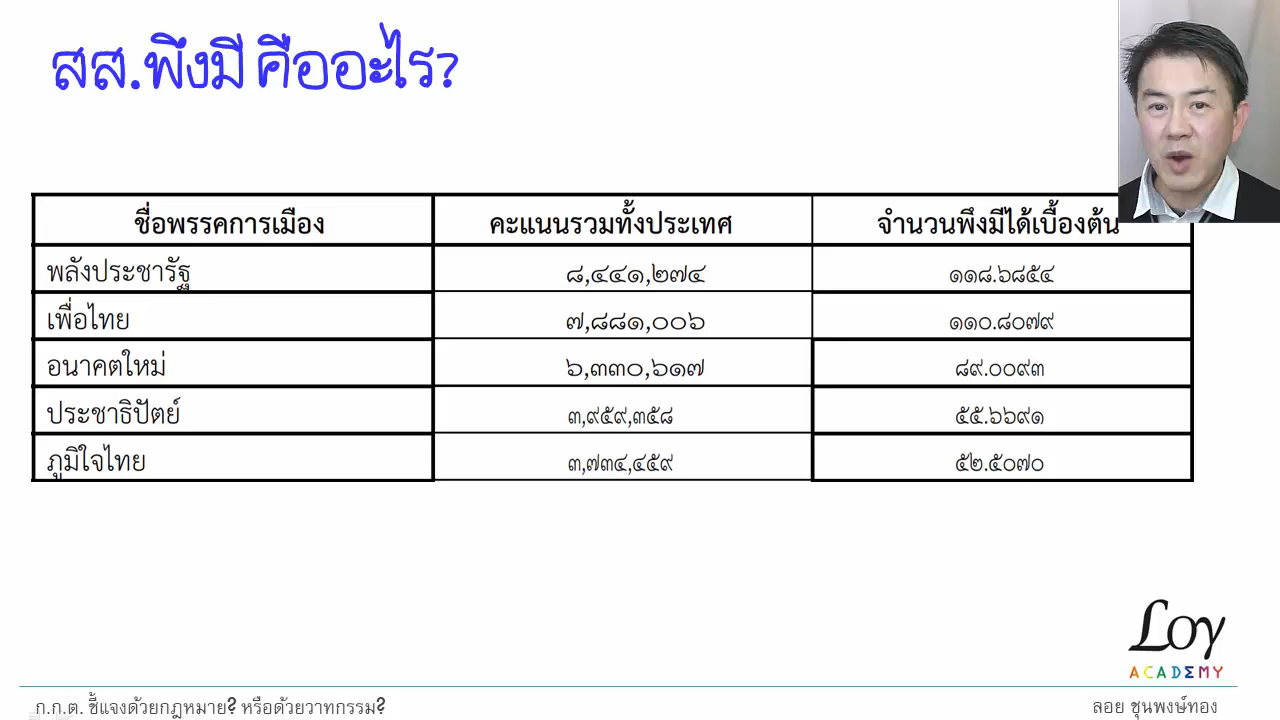 สส.พึงมี คืออะไร?
ชื่อพรรคการเมือง คะแนนรวมทั้งประเทศ จำนวนพึงมีได้เบื้องต้น
พลังประชารัฐ ๘,๔๔๑,๒๗๔ ๑๑๘.๖๘๕๔
เพื่อไทย ๗,๘๘๑,๐๐๖ ๑๑๐.๘๐๗๙
อนาคตใหม่ ๖,๓๓๐,๖๑๗ ๘๙.๐๐๙๓
ประชาธิปัตย์ ๓,๙๕๙,๓๕๘ ๕๕.๖๖๙๑
ภูมิใจไทย ๓,๗๓๔,๔๕๙ ๕๒.๕๐๗๐
Loy
ACADEMY
ก.ก.ต. ชี้แจงด้วยกฎหมาย? หรือด้วยวาทกรรม? ลอย ชุนพงษ์ทอง